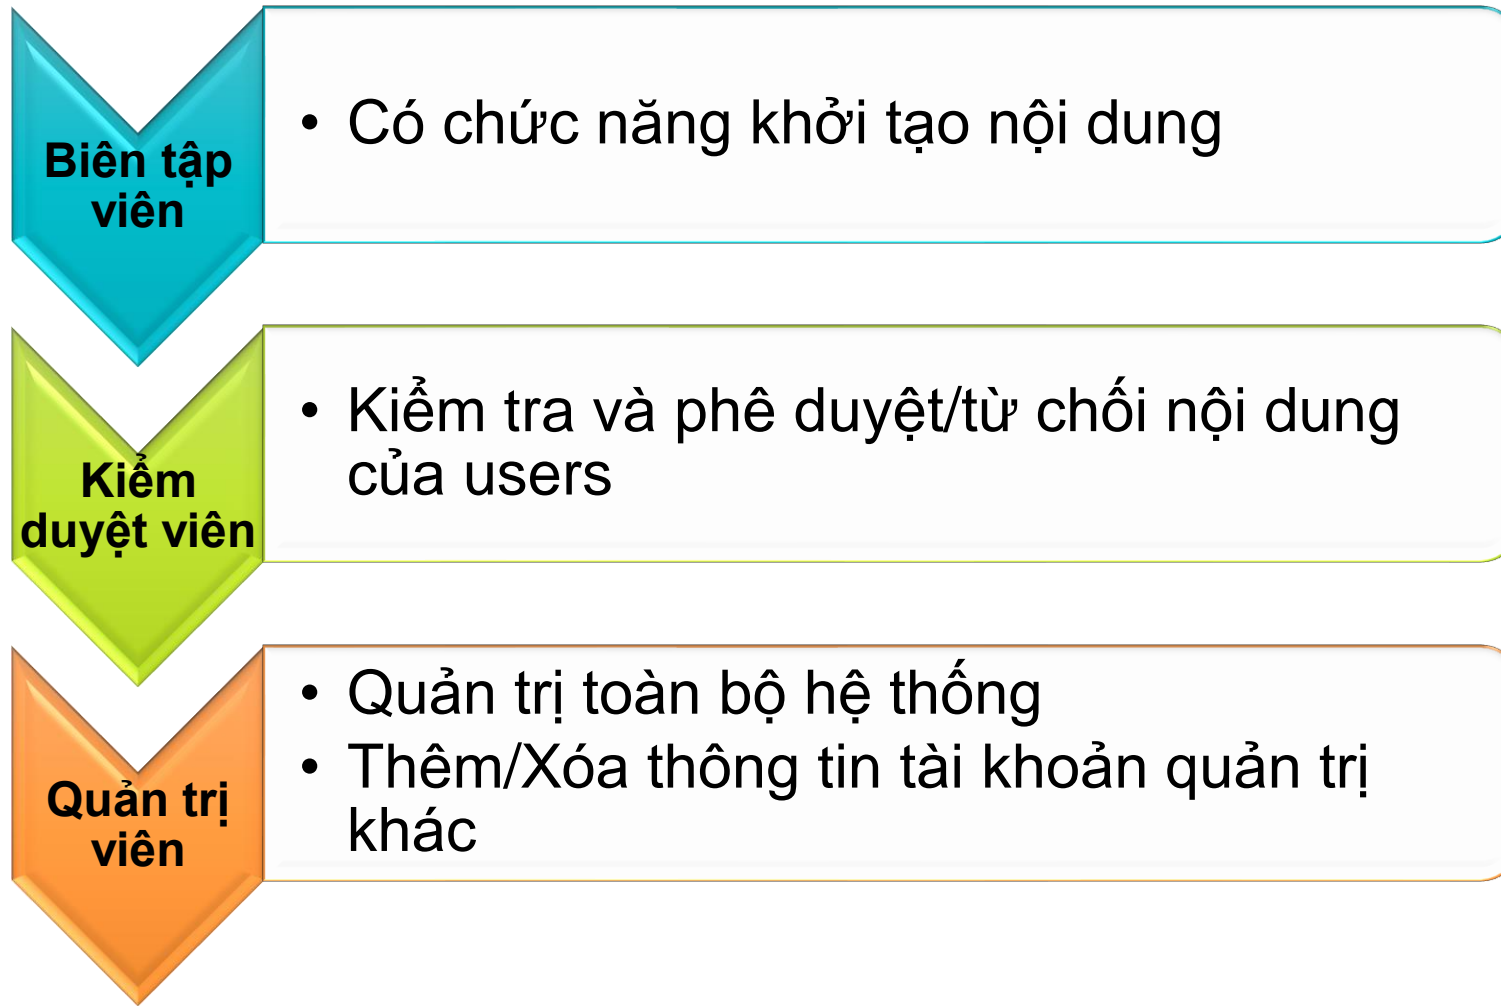 Biên tập
viên
• Có chức năng khởi tạo nội dung
Kiểm
duyệt viên
• Kiểm tra và phê duyệt/từ chối nội dung
của users
Quản trị
viên
• Quản trị toàn bộ hệ thống
• Thêm/Xóa thông tin tài khoản quản trị
khác